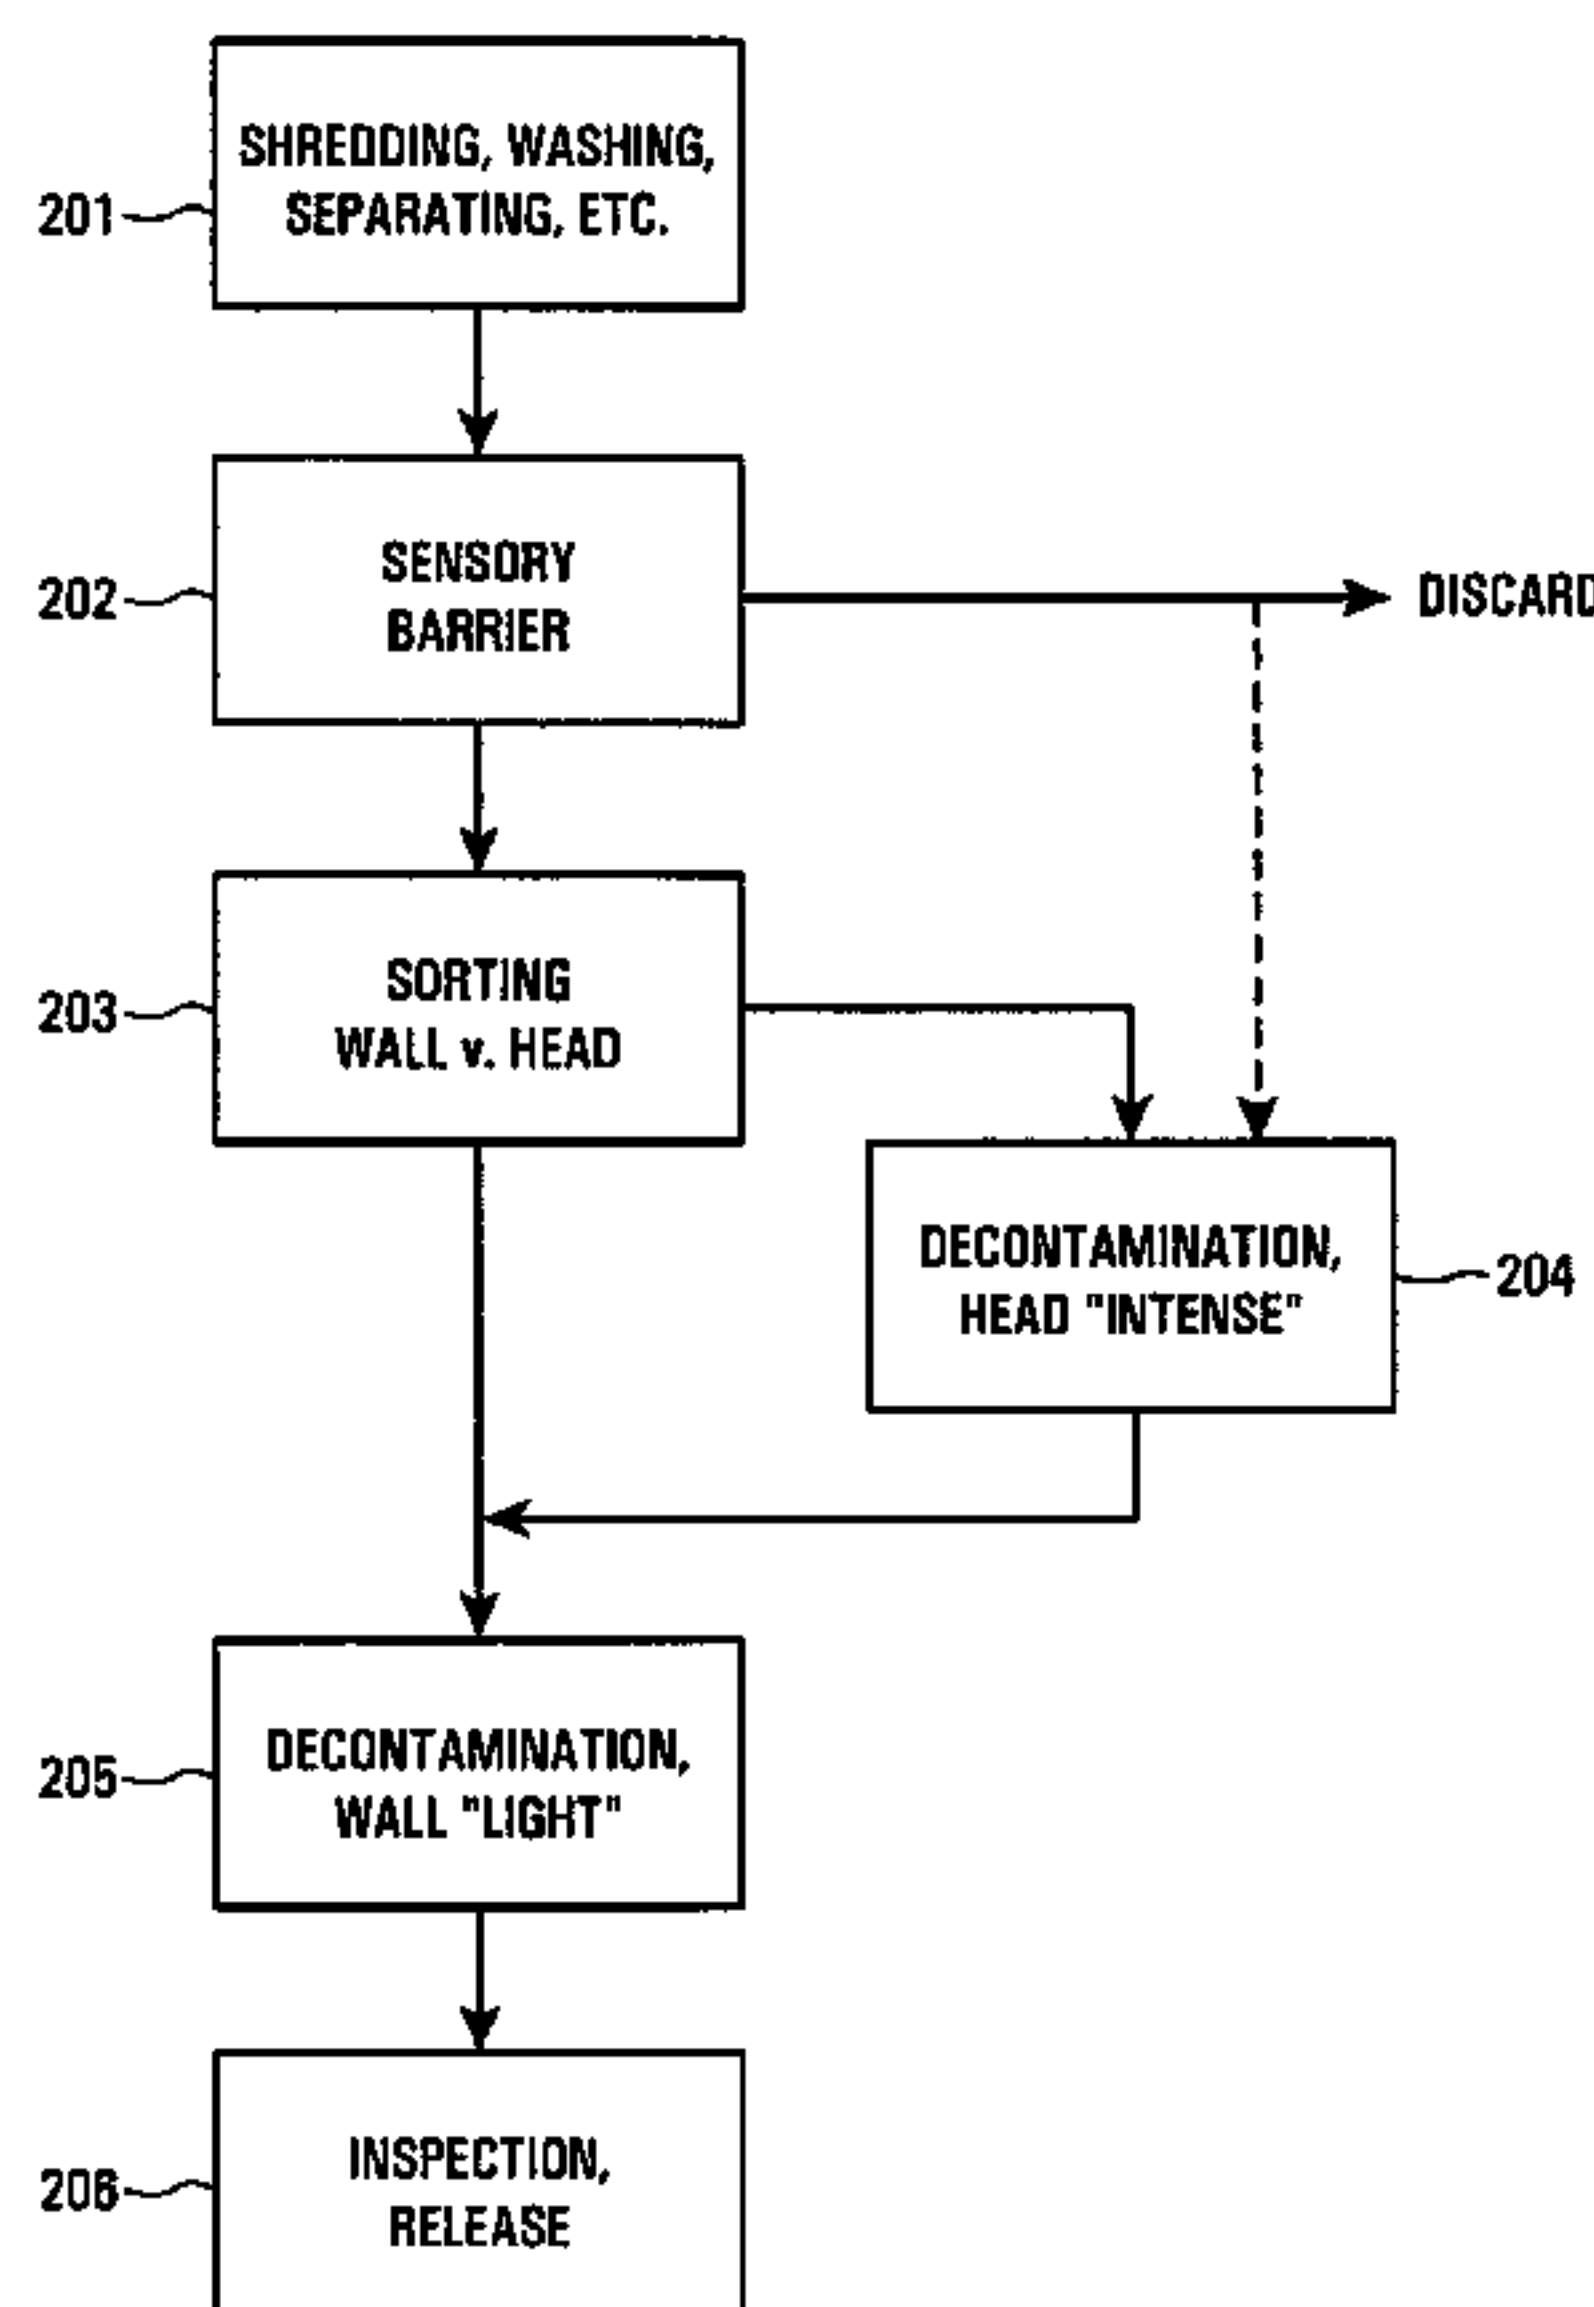 SHREDDING, WASHING,
SEPARATING, ETC.
201
SENSORY
BARRIER
202
DISCARD
SORTING
WALL v. HEAD
203
DECONTAMINATION,
HEAD "INTENSE"
204
DECONTAMINATION,
WALL "LIGHT"
205
INSPECTION,
RELEASE
206